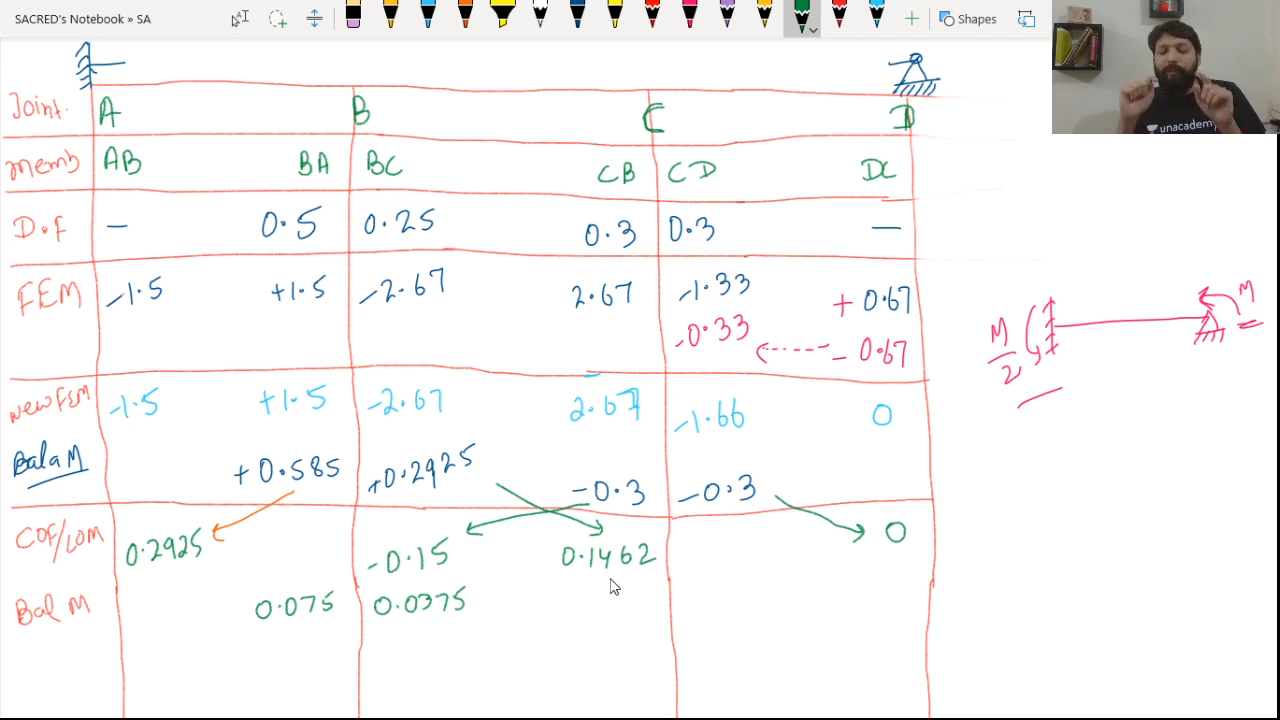 SACRED's Notebook » SA
Shapes
unacademy
Joint. A B C D
Memb AB BA BC CB CD DC
D.f - 0.5 0.25 0.3 0.3 -
FEM -1.5 +1.5 -2.67 2.67 -1.33 + 0.67
-0.33 - 0.67
M
M/2
New FEM -1.5 +1.5 -2.67 2.67 -1.66 0
Bala M +0.585 +0.2925 -0.3 -0.3
COF/COM 0.2925 -0.15 0.1462 0
Bal M 0.075 0.0375